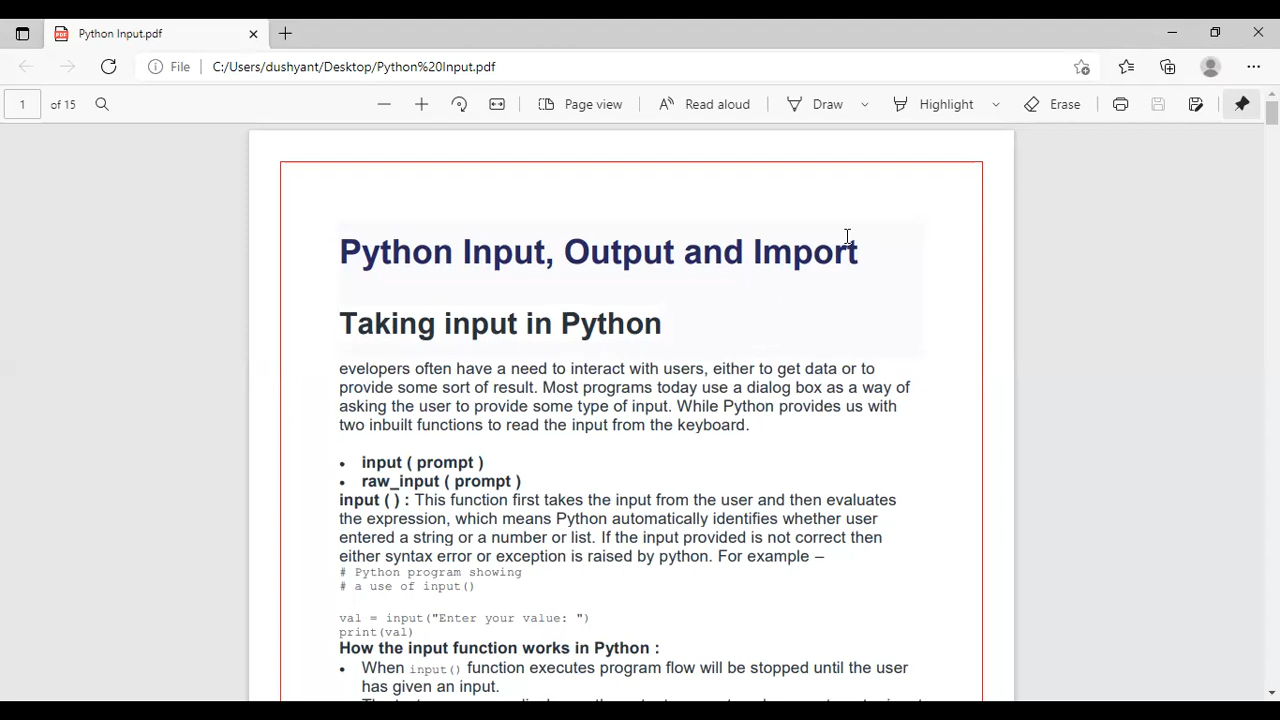 Python Input.pdf
File
C:/Users/dushyant/Desktop/Python%20Input.pdf
1 of 15
Page view
Read aloud
Draw
Highlight
Erase
Python Input, Output and Import
Taking input in Python
evelopers often have a need to interact with users, either to get data or to
provide some sort of result. Most programs today use a dialog box as a way of
asking the user to provide some type of input. While Python provides us with
two inbuilt functions to read the input from the keyboard.
• input ( prompt )
• raw_input ( prompt )
input ( ) : This function first takes the input from the user and then evaluates
the expression, which means Python automatically identifies whether user
entered a string or a number or list. If the input provided is not correct then
either syntax error or exception is raised by python. For example –
# Python program showing
# a use of input()
val = input("Enter your value: ")
print(val)
How the input function works in Python :
• When input() function executes program flow will be stopped until the user
has given an input.